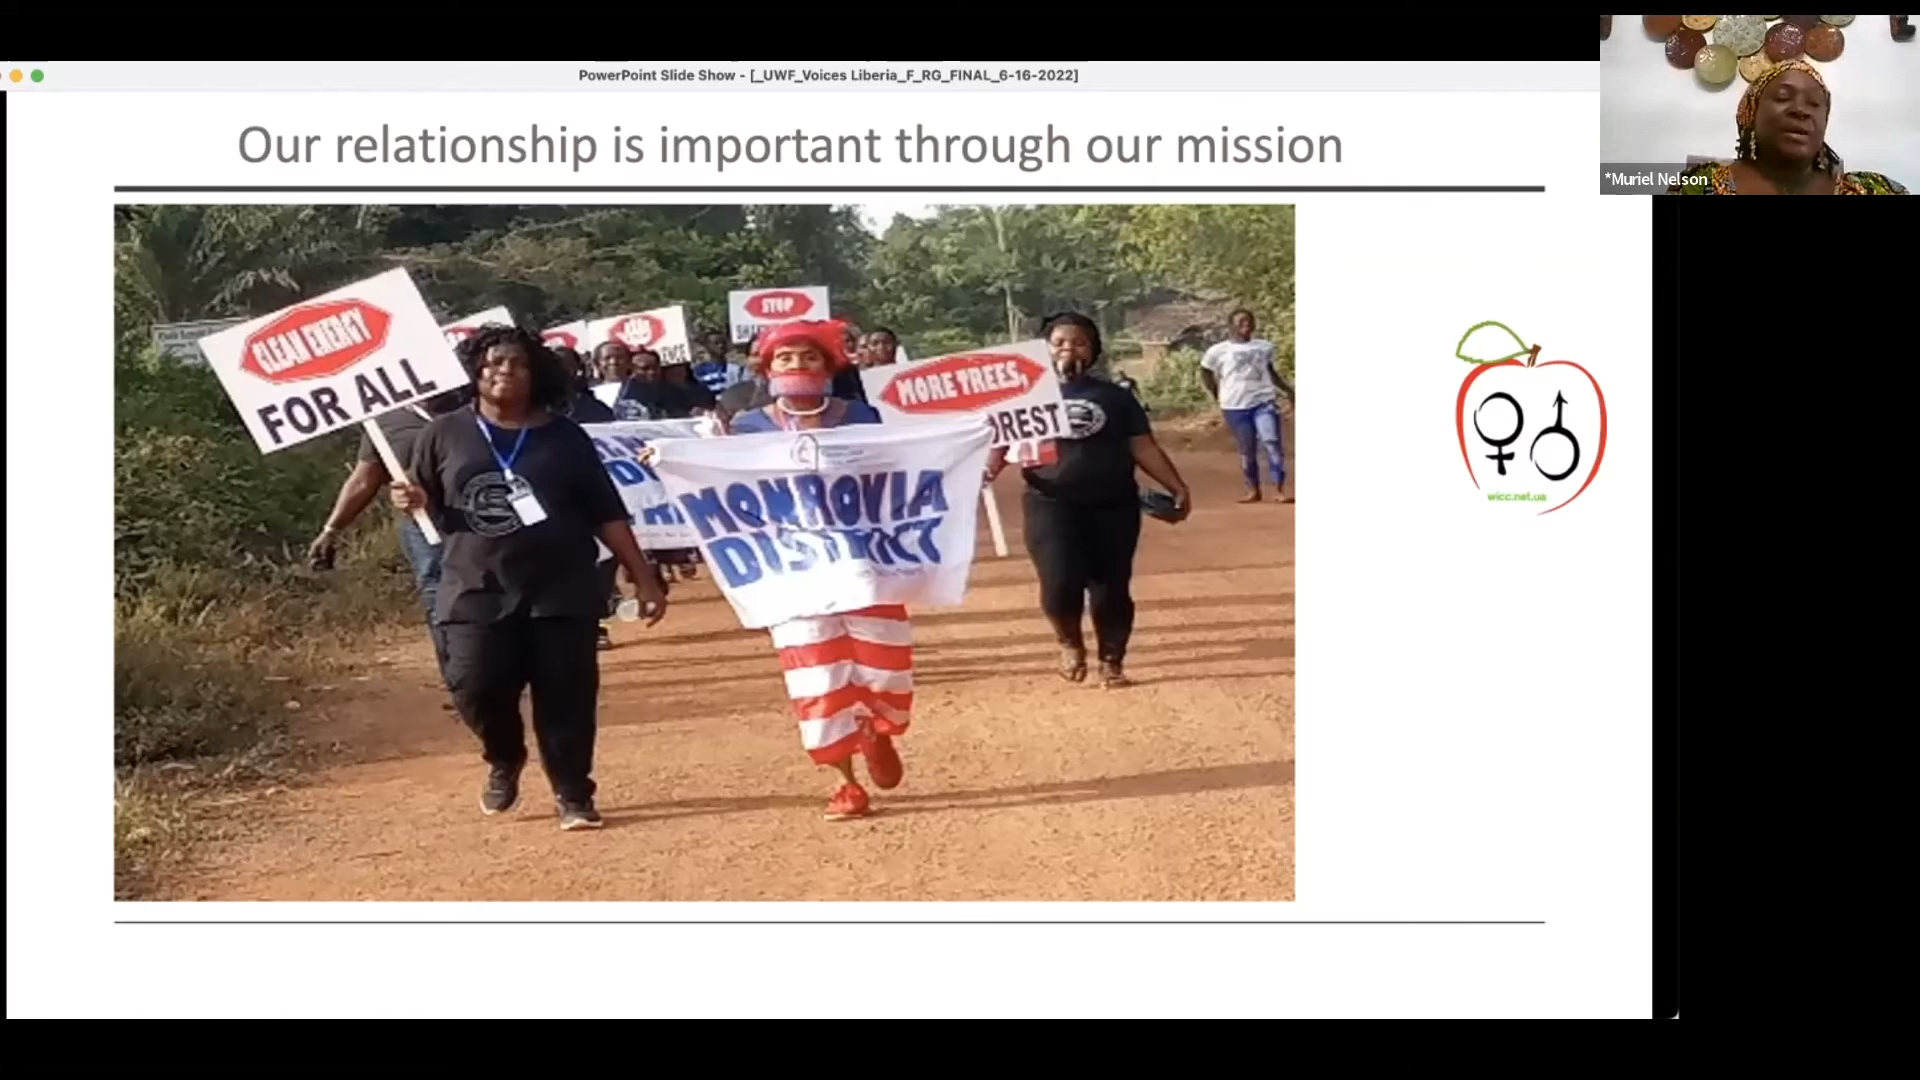 PowerPoint Slide Show - [_UWF_Voices Liberia_F_RG_FINAL_6-16-2022]
*Muriel Nelson
Our relationship is important through our mission
CLEAN ENERGY
FOR ALL
STOP
MORE TREES,
MONROVIA
DISTRICT
wicc.net.ua